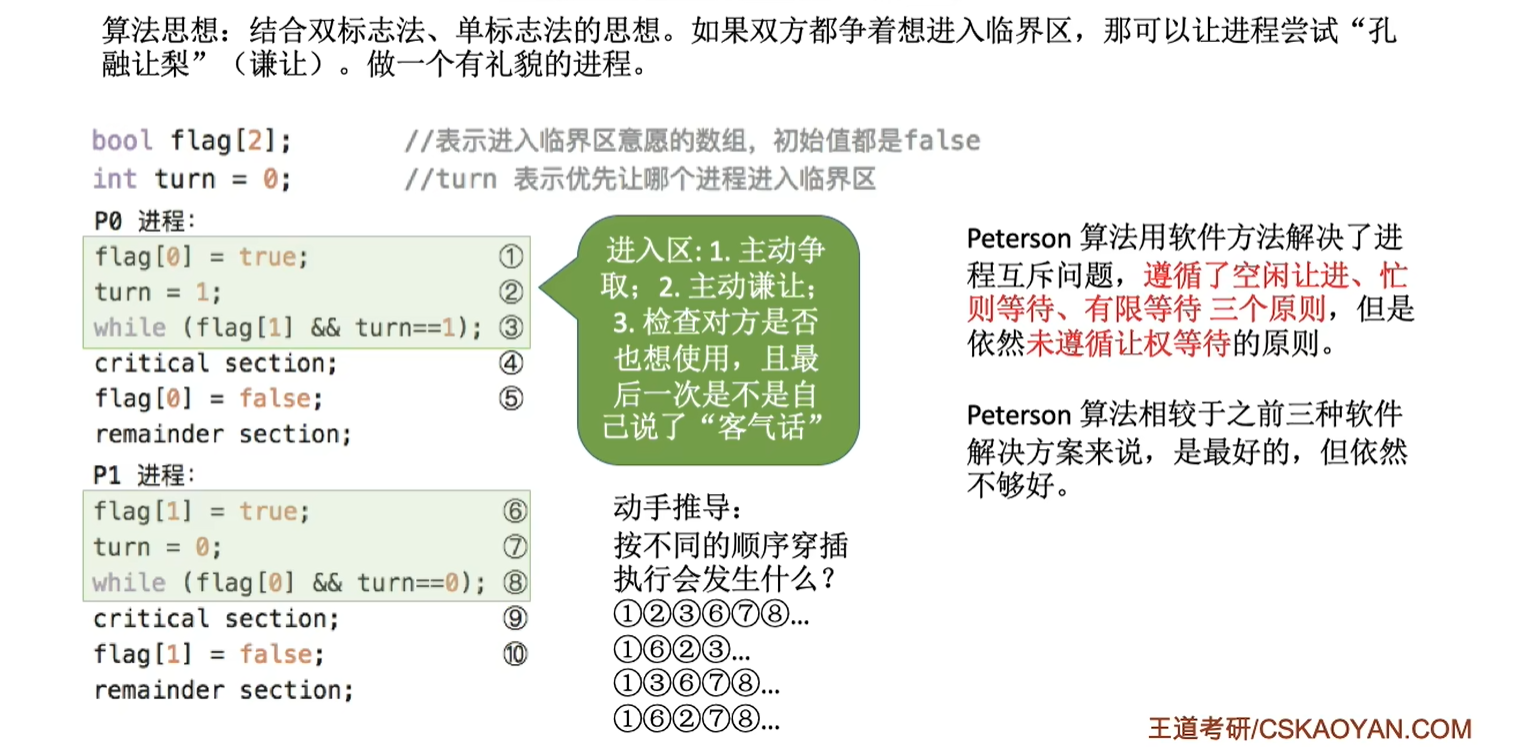 算法思想：结合双标志法、单标志法的思想。如果双方都争着想进入临界区，那可以让进程尝试“孔
融让梨”（谦让）。做一个有礼貌的进程。
bool flag[2]; //表示进入临界区意愿的数组，初始值都是false
int turn = 0; //turn 表示优先让哪个进程进入临界区
P0 进程：
flag[0] = true; ①
turn = 1; ②
while (flag[1] && turn==1); ③
critical section; ④
flag[0] = false; ⑤
remainder section;
P1 进程：
flag[1] = true; ⑥
turn = 0; ⑦
while (flag[0] && turn==0); ⑧
critical section; ⑨
flag[1] = false; ⑩
remainder section;
进入区: 1. 主动争
取；2. 主动谦让；
3. 检查对方是否
也想使用，且最
后一次是不是自
己说了“客气话”
动手推导：
按不同的顺序穿插
执行会发生什么？
①②③⑥⑦⑧...
①⑥②③...
①③⑥⑦⑧...
①⑥②⑦⑧...
Peterson 算法用软件方法解决了进
程互斥问题，遵循了空闲让进、忙
则等待、有限等待 三个原则，但是
依然未遵循让权等待的原则。
Peterson 算法相较于之前三种软件
解决方案来说，是最好的，但依然
不够好。
王道考研/CSKAOYAN.COM